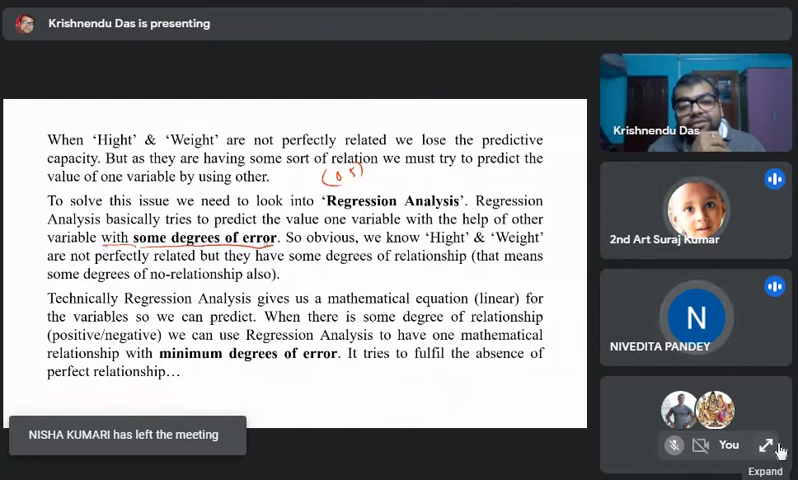 Krishnendu Das is presenting
When ‘Hight’ & ‘Weight’ are not perfectly related we lose the predictive
capacity. But as they are having some sort of relation we must try to predict the
value of one variable by using other.
To solve this issue we need to look into ‘Regression Analysis’. Regression
Analysis basically tries to predict the value one variable with the help of other
variable with some degrees of error. So obvious, we know ‘Hight’ & ‘Weight’
are not perfectly related but they have some degrees of relationship (that means
some degrees of no-relationship also).
Technically Regression Analysis gives us a mathematical equation (linear) for
the variables so we can predict. When there is some degree of relationship
(positive/negative) we can use Regression Analysis to have one mathematical
relationship with minimum degrees of error. It tries to fulfil the absence of
perfect relationship…
NISHA KUMARI has left the meeting
Krishnendu Das
2nd Art Suraj Kumar
N
NIVEDITA PANDEY
You
Expand